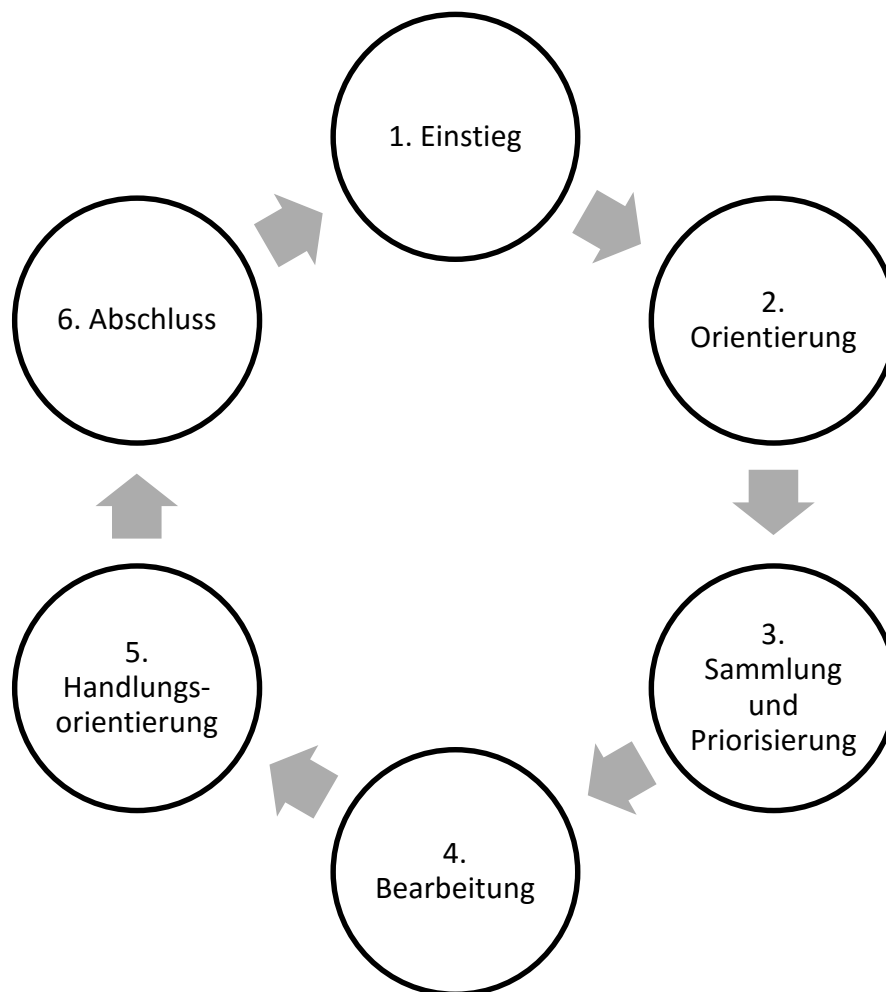 1. Einstieg
2.
Orientierung
3.
Sammlung
und
Priorisierung
4.
Bearbeitung
5.
Handlungs-
orientierung
6. Abschluss